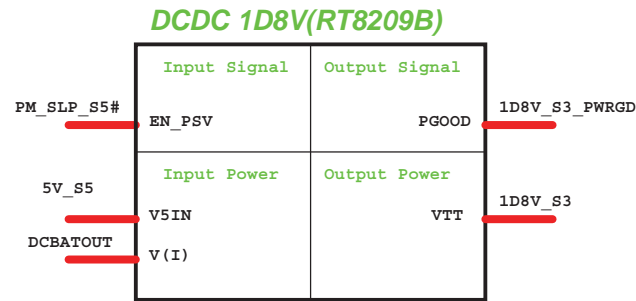 DCDC 1D8V(RT8209B)
Input Signal
Output Signal
PM_SLP_S5#
EN_PSV
PGOOD
1D8V_S3_PWRGD
Input Power
Output Power
5V_S5
V5IN
VTT
1D8V_S3
DCBATOUT
V(I)